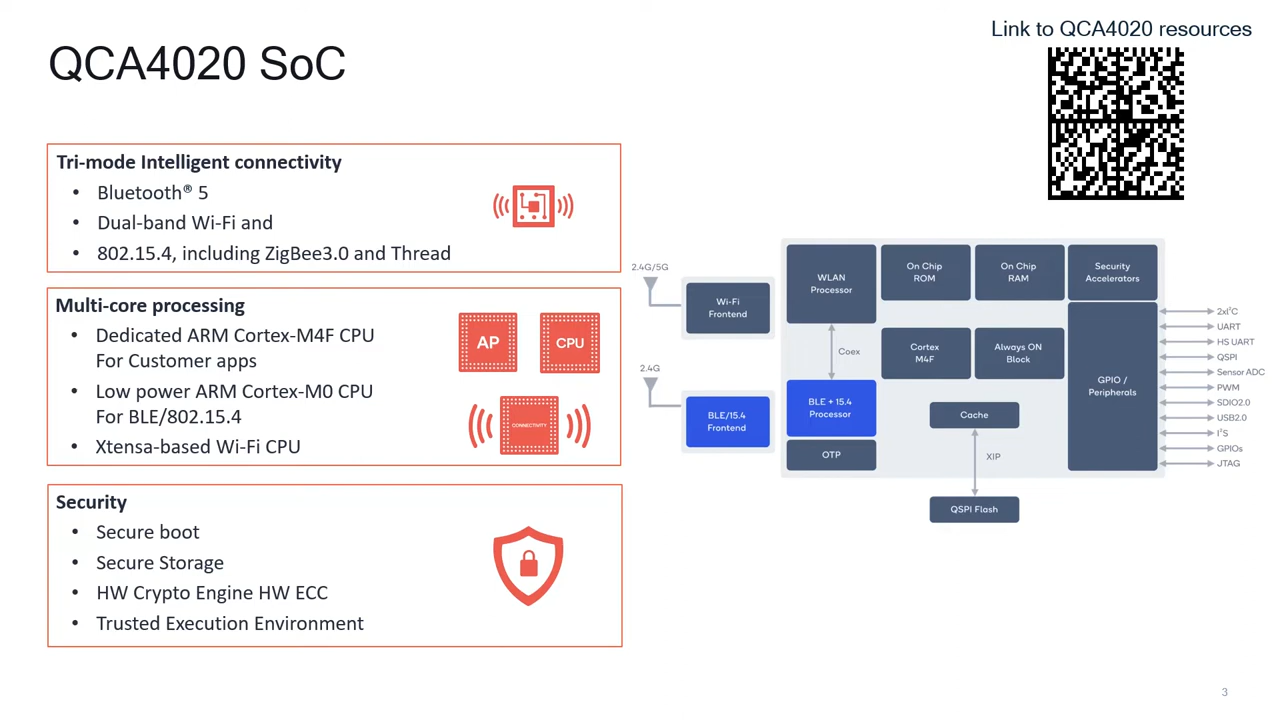 Link to QCA4020 resources
QCA4020 SoC
Tri-mode Intelligent connectivity
• Bluetooth® 5
• Dual-band Wi-Fi and
• 802.15.4, including ZigBee3.0 and Thread
Multi-core processing
• Dedicated ARM Cortex-M4F CPU
For Customer apps
• Low power ARM Cortex-M0 CPU
For BLE/802.15.4
• Xtensa-based Wi-Fi CPU
AP
CPU
CONNECTIVITY
Security
• Secure boot
• Secure Storage
• HW Crypto Engine HW ECC
• Trusted Execution Environment
2.4G/5G
Wi-Fi
Frontend
2.4G
BLE/15.4
Frontend
WLAN
Processor
Coex
BLE + 15.4
Processor
OTP
On Chip
ROM
On Chip
RAM
Security
Accelerators
Cortex
M4F
Always ON
Block
Cache
XIP
QSPI Flash
GPIO /
Peripherals
2xI²C
UART
HS UART
QSPI
Sensor ADC
PWM
SDIO2.0
USB2.0
I²S
GPIOs
JTAG
3